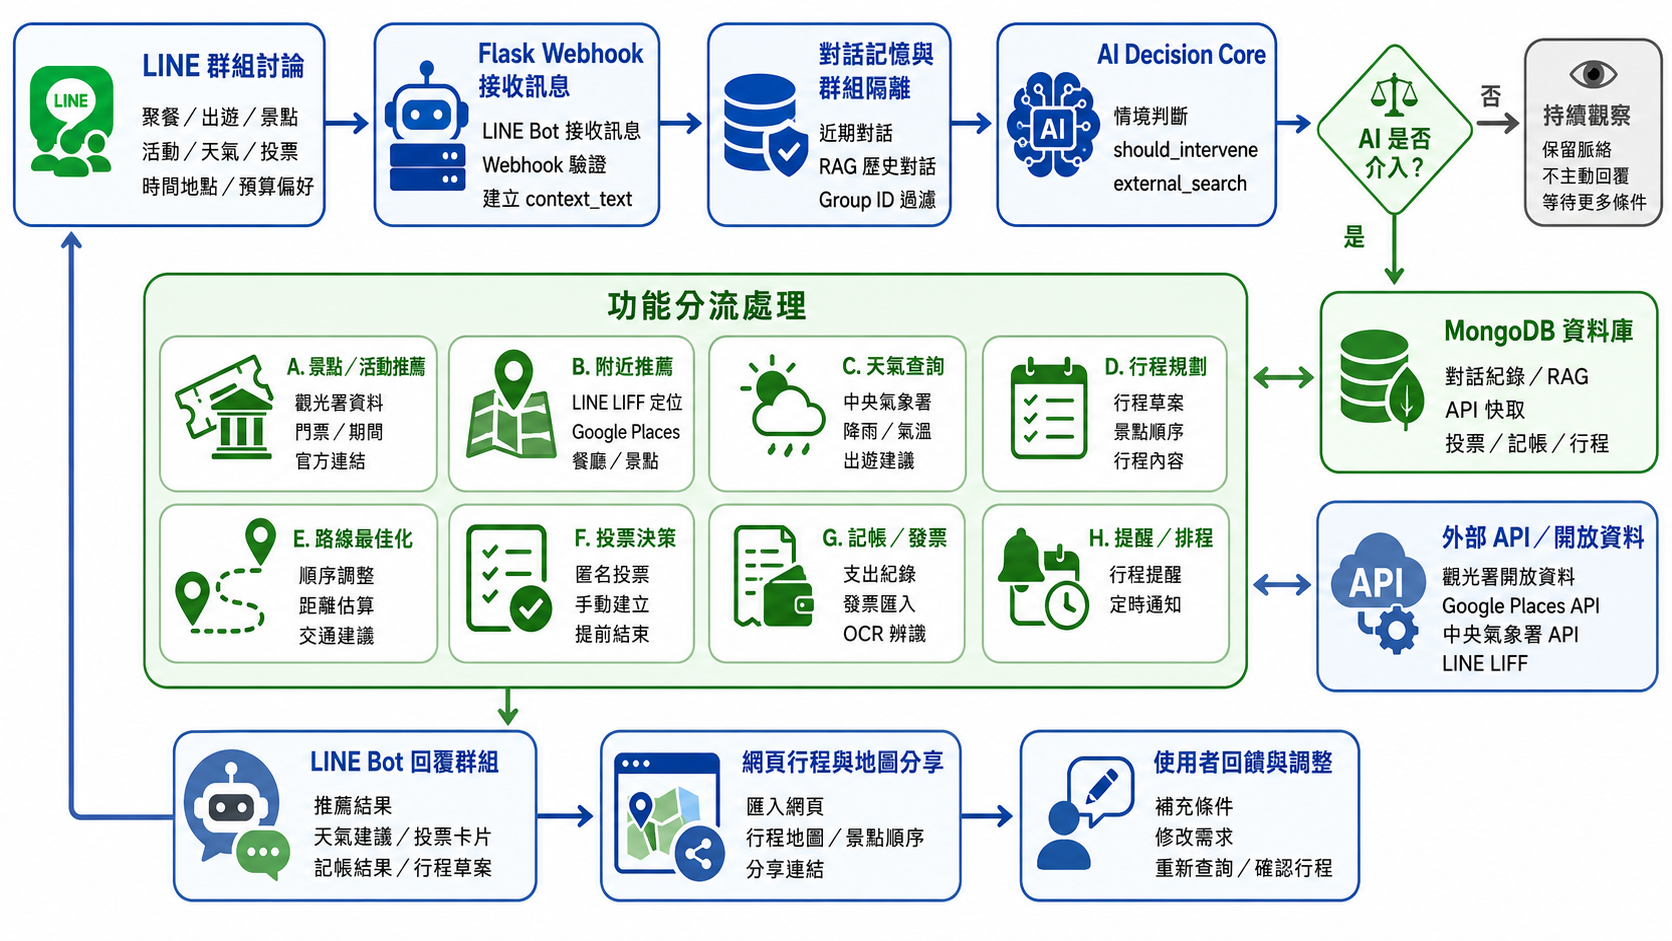 LINE
LINE 群組討論
聚餐／出遊／景點
活動／天氣／投票
時間地點／預算偏好
Flask Webhook
接收訊息
LINE Bot 接收訊息
Webhook 驗證
建立 context_text
對話記憶與
群組隔離
近期對話
RAG 歷史對話
Group ID 過濾
AI Decision Core
AI
情境判斷
should_intervene
external_search
AI 是否
介入？
否
是
持續觀察
保留脈絡
不主動回覆
等待更多條件
功能分流處理
A. 景點／活動推薦
觀光署資料
門票／期間
官方連結
B. 附近推薦
LINE LIFF 定位
Google Places
餐廳／景點
C. 天氣查詢
中央氣象署
降雨／氣溫
出遊建議
D. 行程規劃
行程草案
景點順序
行程內容
E. 路線最佳化
順序調整
距離估算
交通建議
F. 投票決策
匿名投票
手動建立
提前結束
G. 記帳／發票
支出紀錄
發票匯入
OCR 辨識
H. 提醒／排程
行程提醒
定時通知
MongoDB 資料庫
對話紀錄／RAG
API 快取
投票／記帳／行程
外部 API／開放資料
API
觀光署開放資料
Google Places API
中央氣象署 API
LINE LIFF
LINE Bot 回覆群組
推薦結果
天氣建議／投票卡片
記帳結果／行程草案
網頁行程與地圖分享
匯入網頁
行程地圖／景點順序
分享連結
使用者回饋與調整
補充條件
修改需求
重新查詢／確認行程